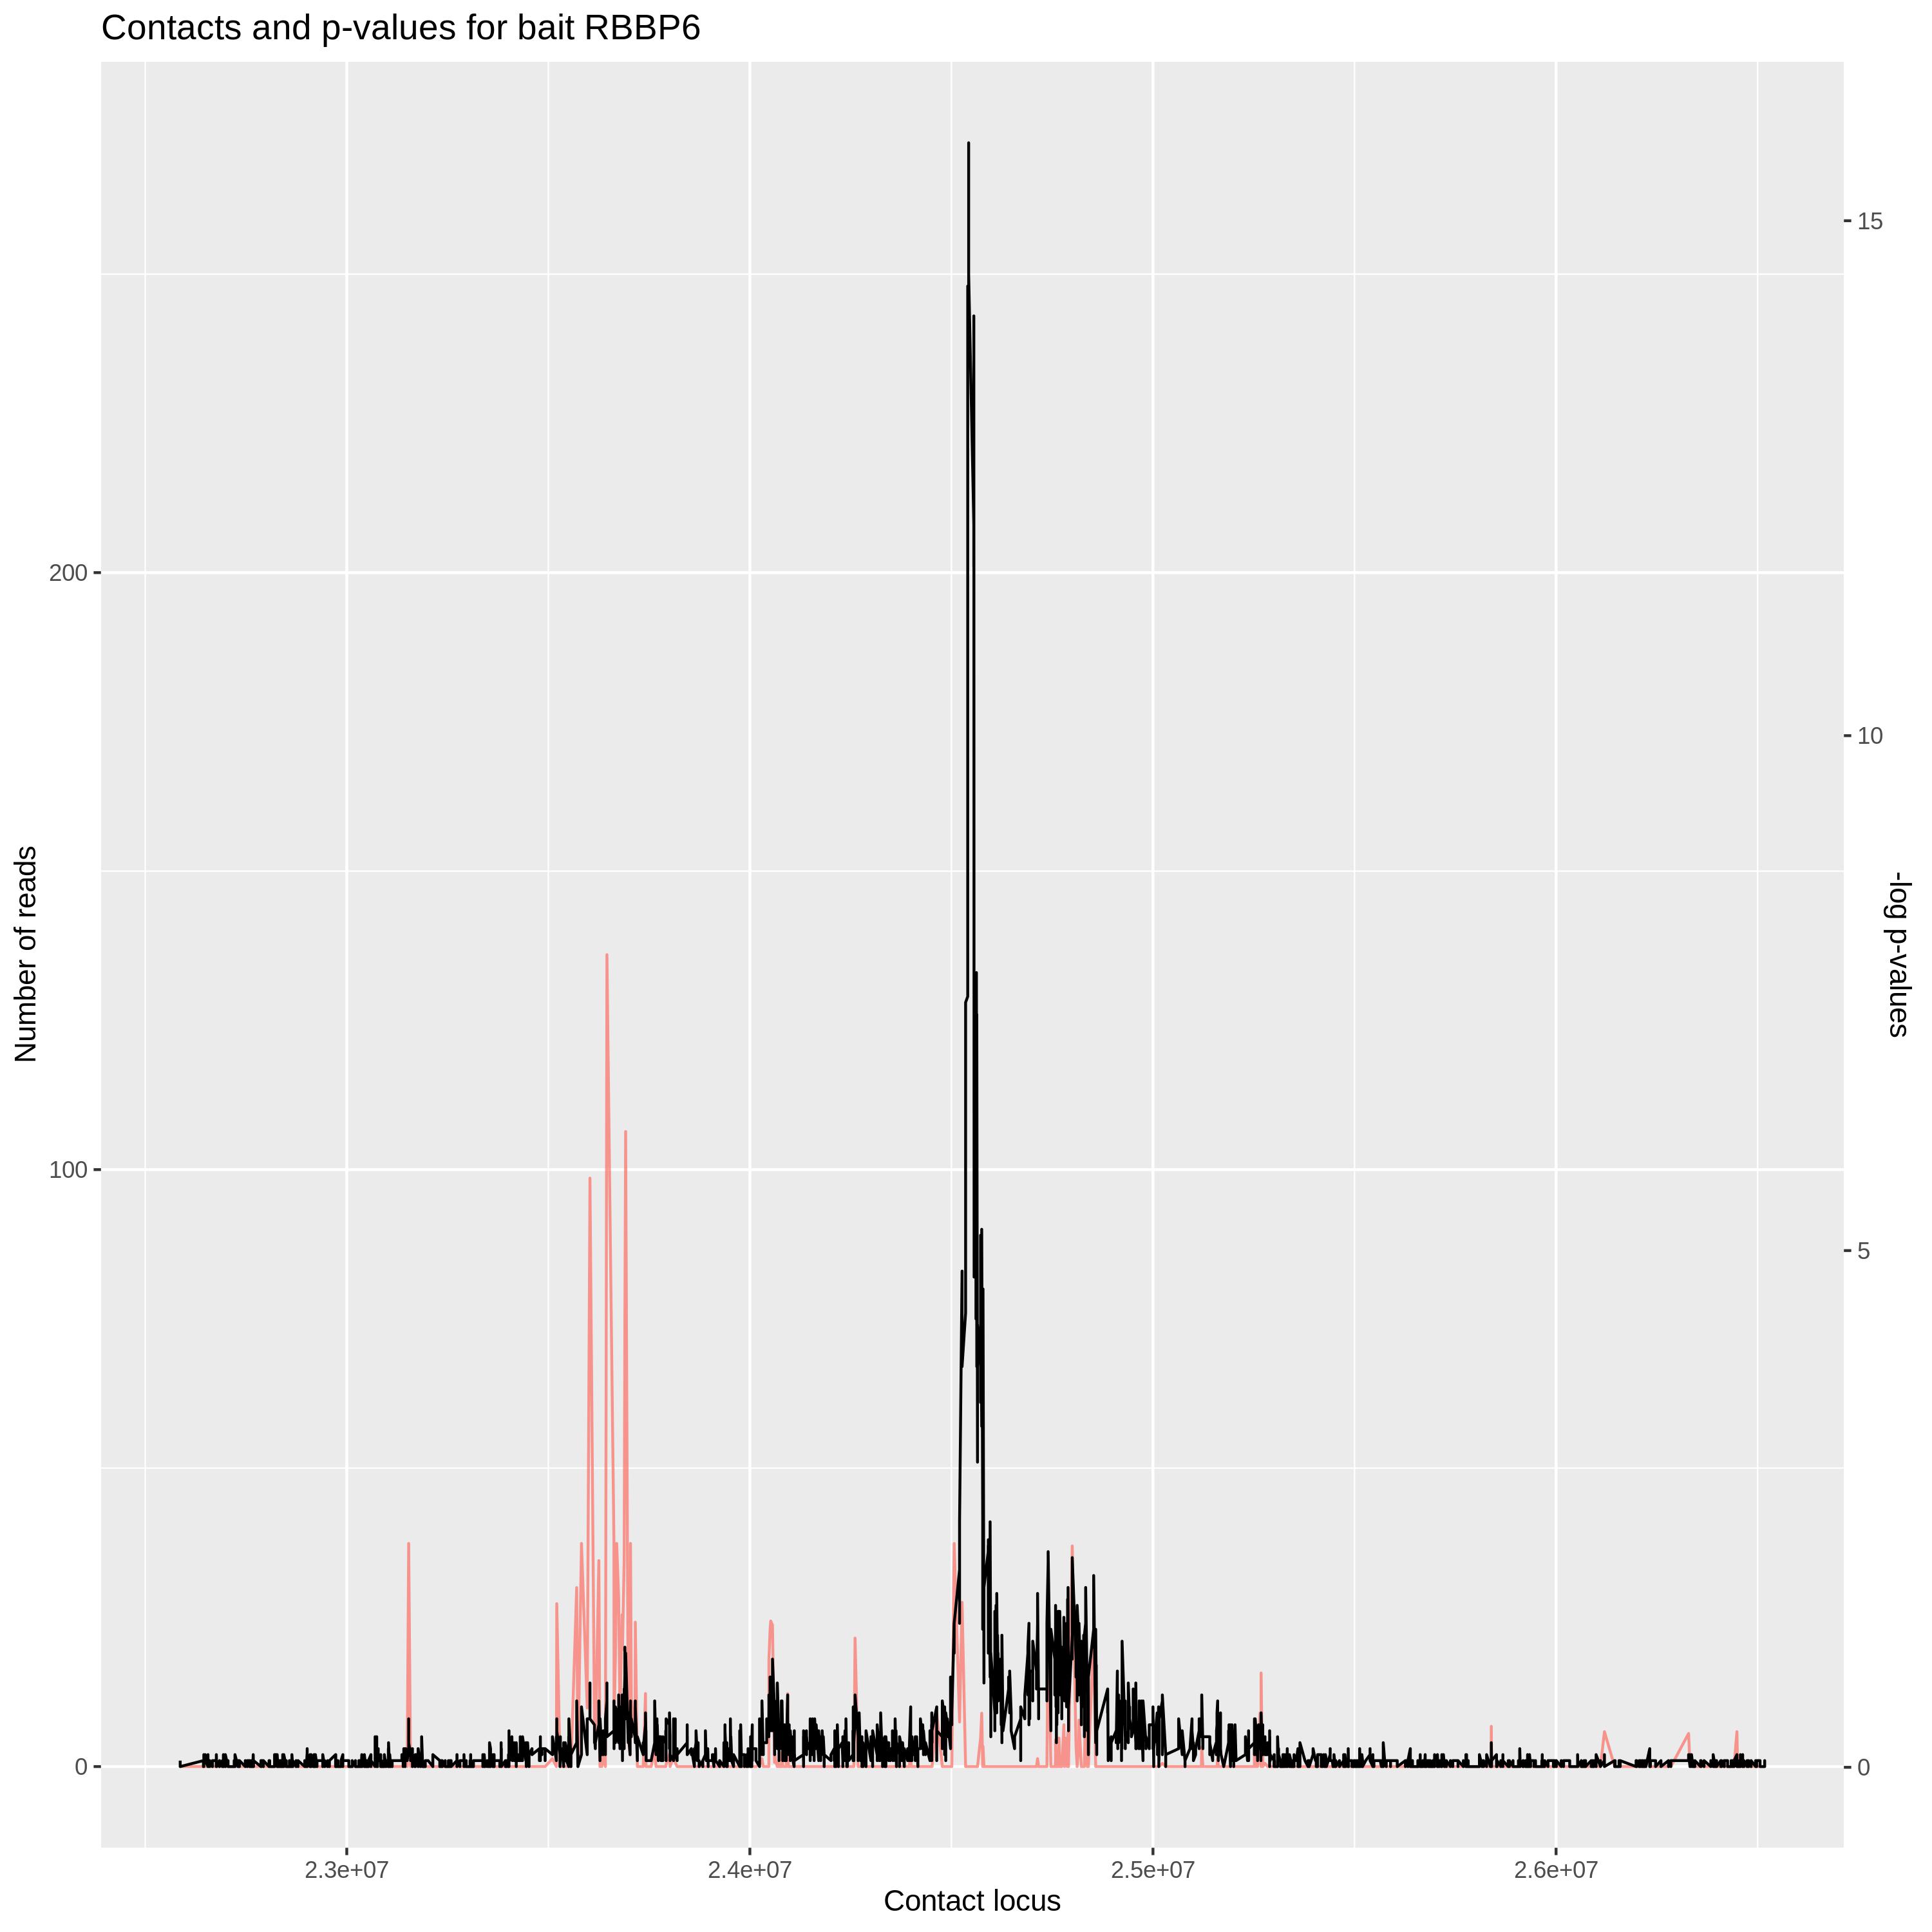 Contacts and p-values for bait RBBP6
Number of reads
200
100
0
15
10
5
0
-log p-values
2.3e+07
2.4e+07
2.5e+07
2.6e+07
Contact locus